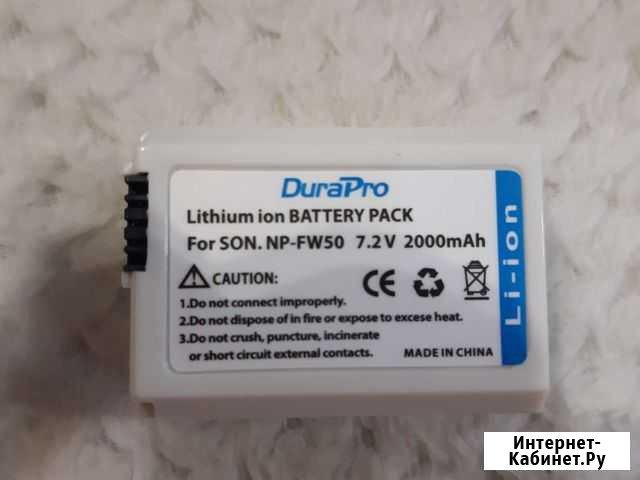 DuraPro
Lithium ion BATTERY PACK
For SON. NP-FW50 7.2V 2000mAh
CAUTION:
1.Do not connect improperly.
2.Do not dispose of in fire or expose to excese heat.
3.Do not crush, puncture, incinerate
or short circuit external contacts.
CE
MADE IN CHINA
Li-ion
Интернет-
Кабинет.Ру